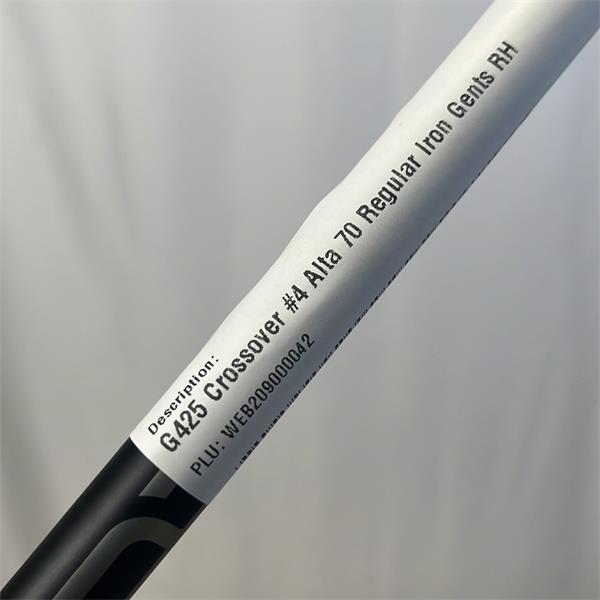 Description:
G425 Crossover #4 Alta 70 Regular Iron Gents RH
PLU: WEB209000042